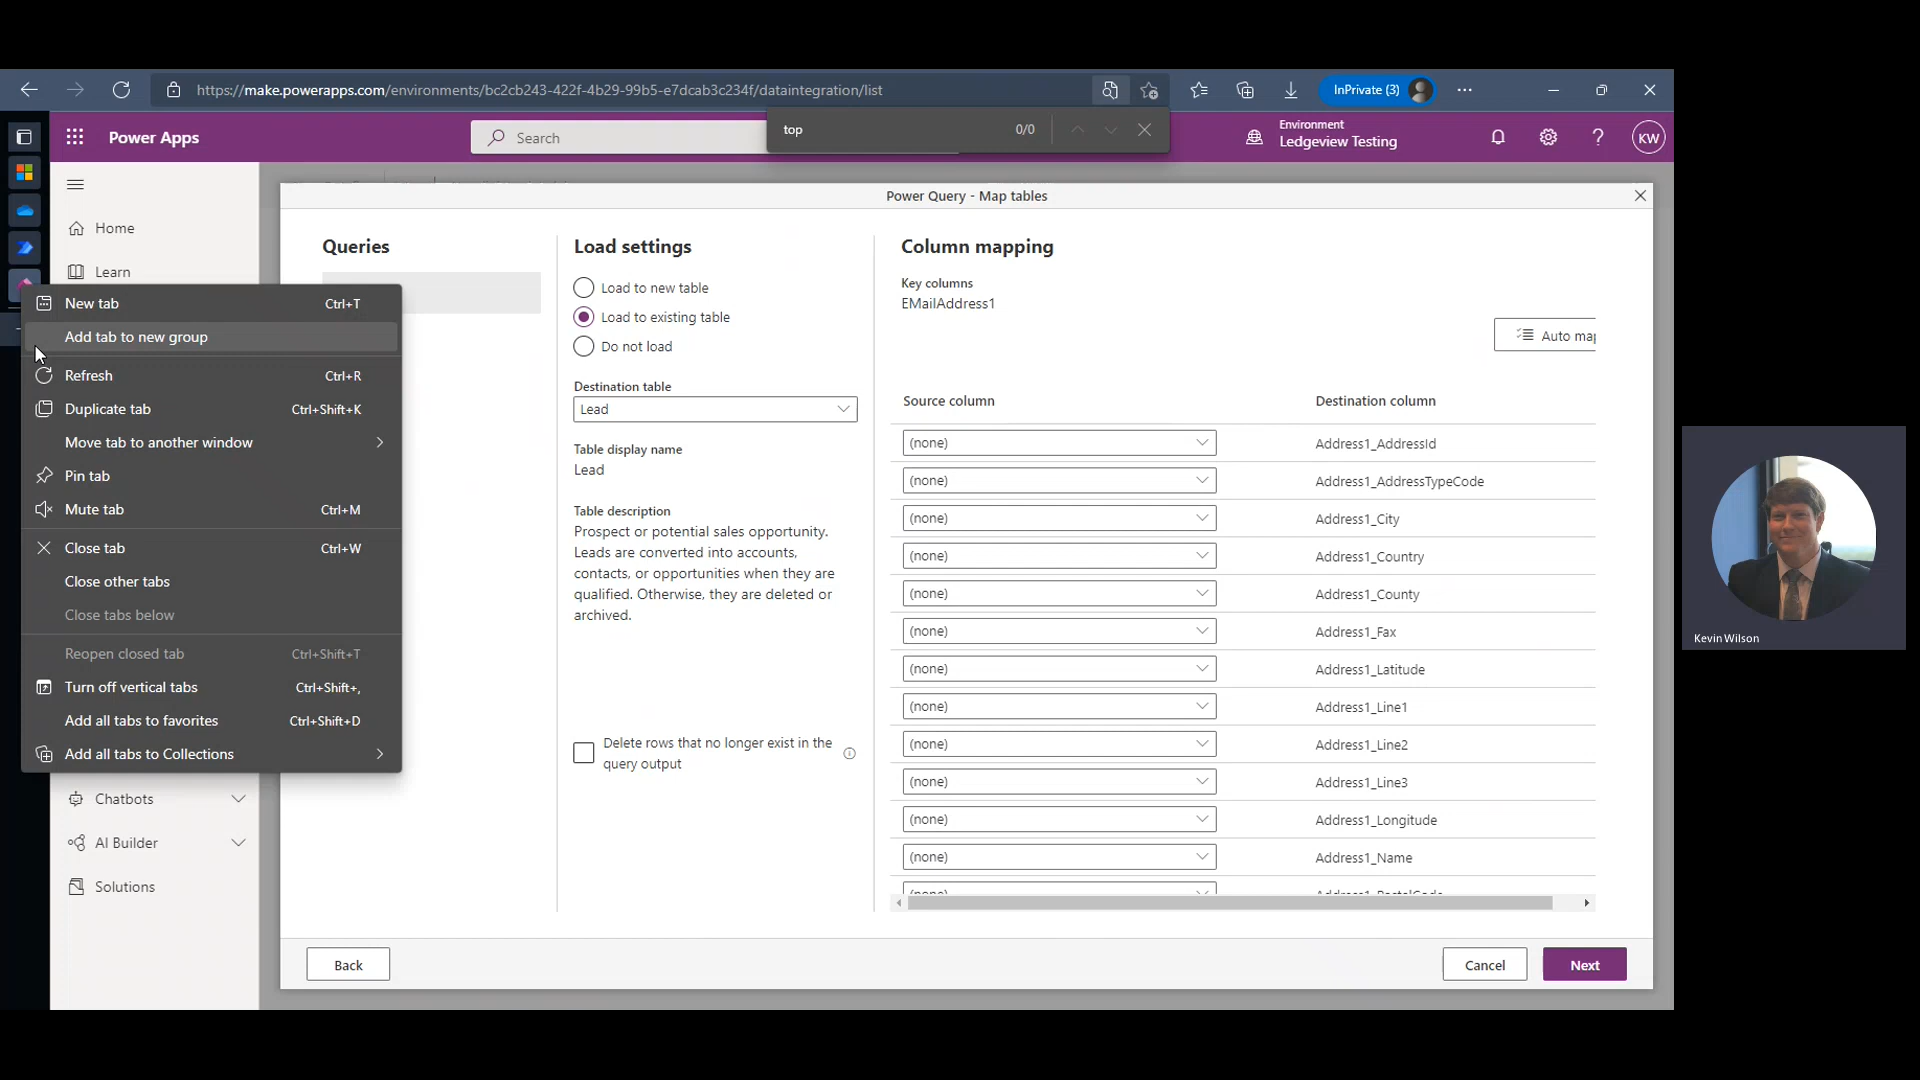 https://make.powerapps.com/environments/bc2cb243-422f-4b29-99b5-e7dcab3c234f/dataintegration/list
InPrivate (3)
top
0/0
Power Apps
Search
Environment
Ledgeview Testing
KW
Power Query - Map tables
Home
Learn
New tab Ctrl+T
Add tab to new group
Refresh Ctrl+R
Duplicate tab Ctrl+Shift+K
Move tab to another window
Pin tab
Mute tab Ctrl+M
Close tab Ctrl+W
Close other tabs
Close tabs below
Reopen closed tab Ctrl+Shift+T
Turn off vertical tabs Ctrl+Shift+,
Add all tabs to favorites Ctrl+Shift+D
Add all tabs to Collections
Chatbots
AI Builder
Solutions
Queries
Load settings
Load to new table
Load to existing table
Do not load
Destination table
Lead
Table display name
Lead
Table description
Prospect or potential sales opportunity.
Leads are converted into accounts,
contacts, or opportunities when they are
qualified. Otherwise, they are deleted or
archived.
Delete rows that no longer exist in the
query output
Column mapping
Key columns
EMailAddress1
Auto map
Source column Destination column
(none) Address1_AddressId
(none) Address1_AddressTypeCode
(none) Address1_City
(none) Address1_Country
(none) Address1_County
(none) Address1_Fax
(none) Address1_Latitude
(none) Address1_Line1
(none) Address1_Line2
(none) Address1_Line3
(none) Address1_Longitude
(none) Address1_Name
(none) Address1_PostalCode
Back
Cancel
Next
Kevin Wilson